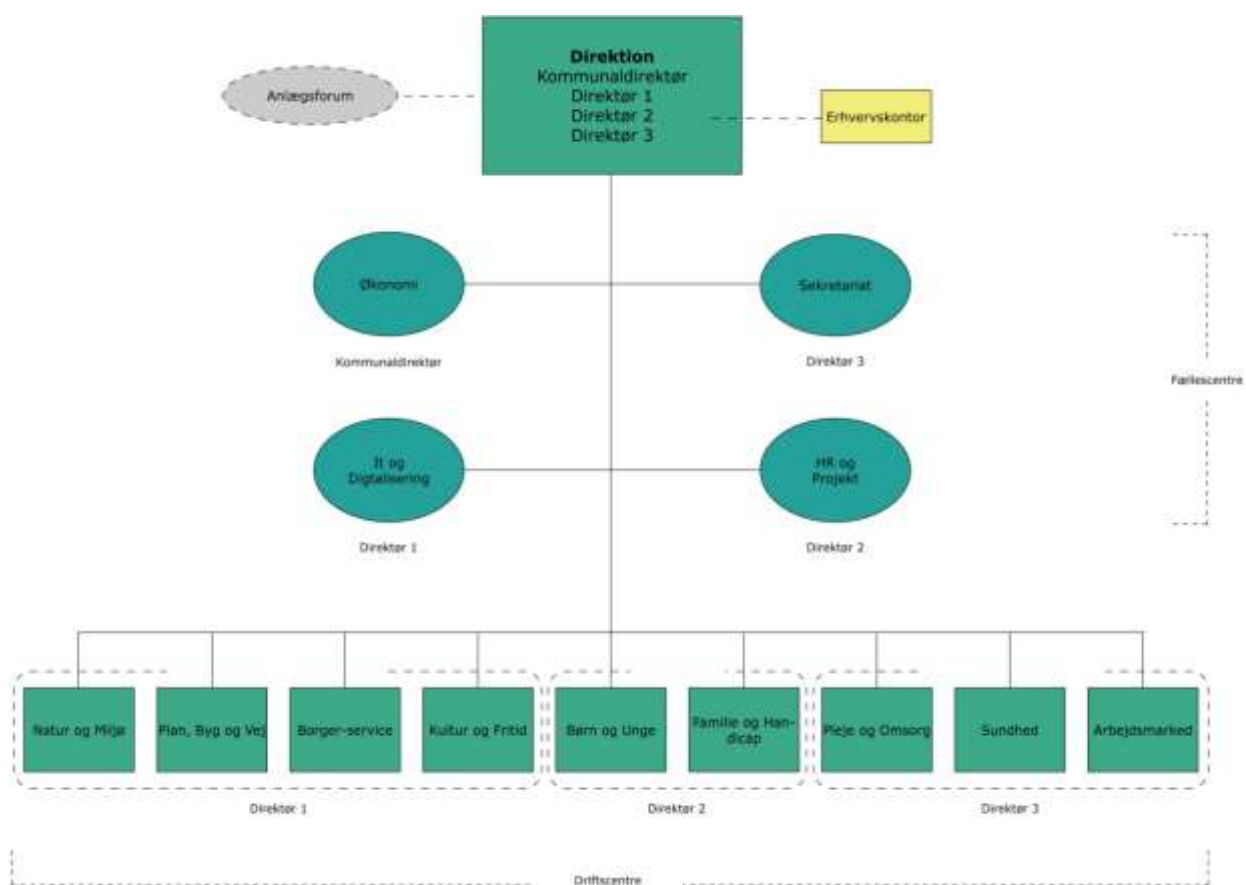 Direktion
Kommunaldirektør
Direktør 1
Direktør 2
Direktør 3
Anlægsforum
Erhvervskontor
Økonomi
Sekretariat
Kommunaldirektør
Direktør 3
Fællescentre
It og
Digtalisering
HR og
Projekt
Direktør 1
Direktør 2
Natur og Miljø
Plan, Byg og Vej
Borger-service
Kultur og Fritid
Børn og Unge
Familie og Han-
dicap
Pleje og Omsorg
Sundhed
Arbejdsmarked
Direktør 1
Direktør 2
Direktør 3
Driftscentre